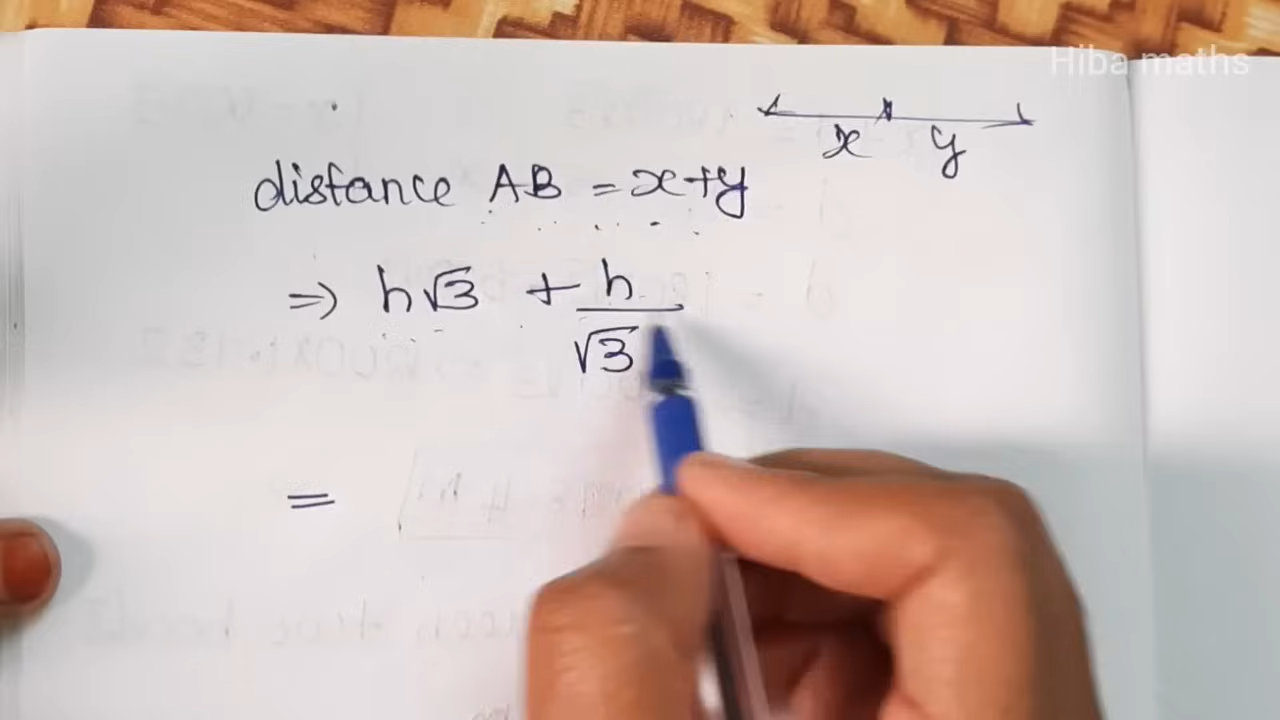 Hiba maths
x y
distance AB = x+y
⇒ h√3 + h/√3
=